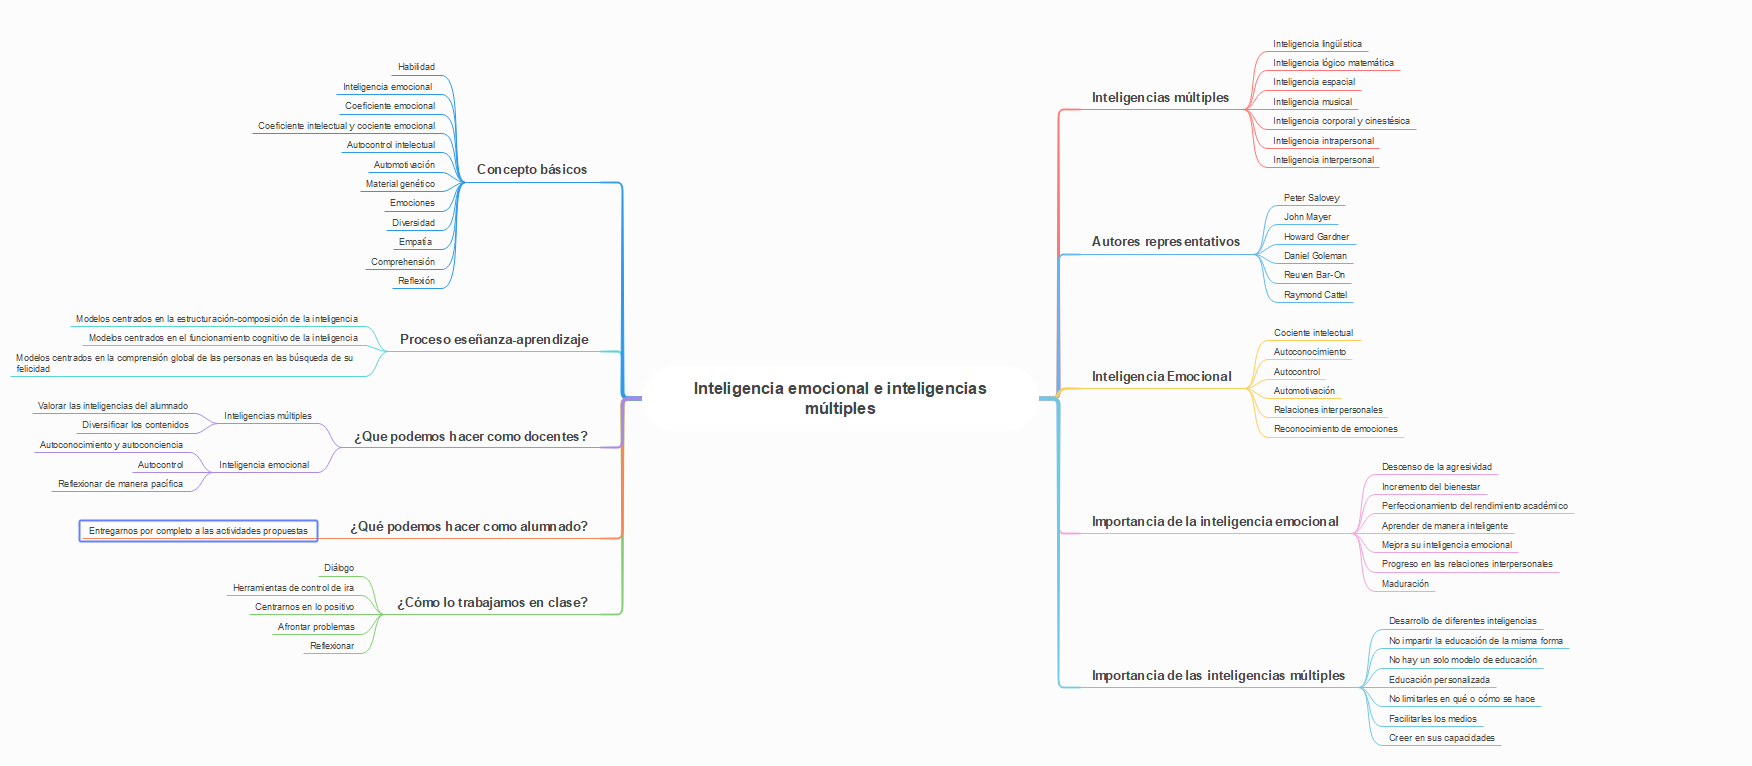 Inteligencia emocional e inteligencias
múltiples
Concepto básicos
Habilidad
Inteligencia emocional
Coeficiente emocional
Coeficiente intelectual y cociente emocional
Autocontrol intelectual
Automotivación
Material genético
Emociones
Diversidad
Empatía
Comprehensión
Reflexión
Proceso eseñanza-aprendizaje
Modelos centrados en la estructuración-composición de la inteligencia
Modelos centrados en el funcionamiento cognitivo de la inteligencia
Modelos centrados en la comprensión global de las personas en las búsqueda de su
felicidad
¿Que podemos hacer como docentes?
Inteligencias múltiples
Valorar las inteligencias del alumnado
Diversificar los contenidos
Inteligencia emocional
Autoconocimiento y autoconciencia
Autocontrol
Reflexionar de manera pacífica
¿Qué podemos hacer como alumnado?
Entregarnos por completo a las actividades propuestas
¿Cómo lo trabajamos en clase?
Diálogo
Herramientas de control de ira
Centrarnos en lo positivo
Afrontar problemas
Reflexionar
Inteligencias múltiples
Inteligencia lingüística
Inteligencia lógico matemática
Inteligencia espacial
Inteligencia musical
Inteligencia corporal y cinestésica
Inteligencia intrapersonal
Inteligencia interpersonal
Autores representativos
Peter Salovey
John Mayer
Howard Gardner
Daniel Goleman
Reuven Bar-On
Raymond Cattel
Inteligencia Emocional
Cociente intelectual
Autoconocimiento
Autocontrol
Automotivación
Relaciones interpersonales
Reconocimiento de emociones
Importancia de la inteligencia emocional
Descenso de la agresividad
Incremento del bienestar
Perfeccionamiento del rendimiento académico
Aprender de manera inteligente
Mejora su inteligencia emocional
Progreso en las relaciones interpersonales
Maduración
Importancia de las inteligencias múltiples
Desarrollo de diferentes inteligencias
No impartir la educación de la misma forma
No hay un solo modelo de educación
Educación personalizada
No limitarles en qué o cómo se hace
Facilitarles los medios
Creer en sus capacidades